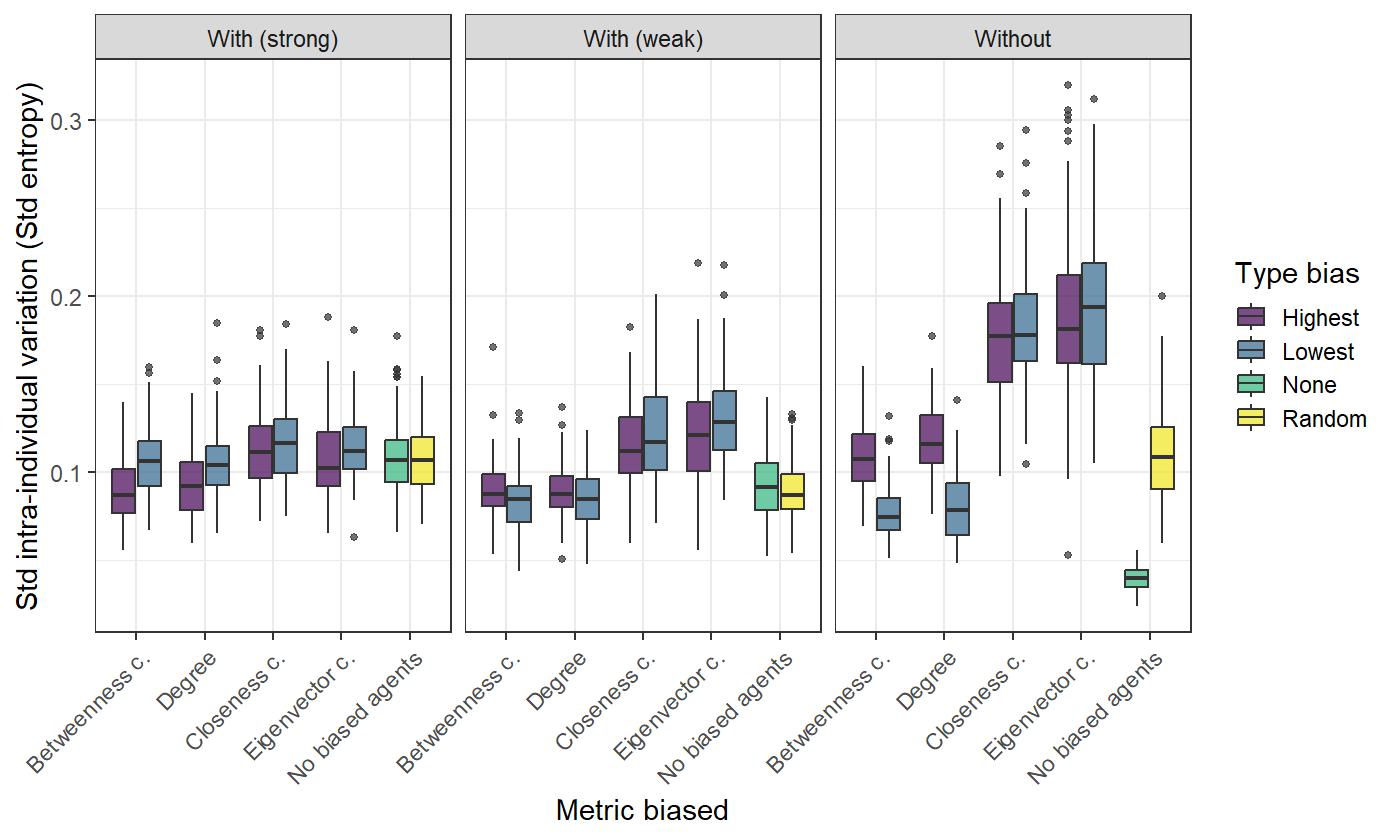 With (strong)
With (weak)
Without
Std intra-individual variation (Std entropy)
0.3
0.2
0.1
Betweenness c.
Degree
Closeness c.
Eigenvector c.
No biased agents
Betweenness c.
Degree
Closeness c.
Eigenvector c.
No biased agents
Betweenness c.
Degree
Closeness c.
Eigenvector c.
No biased agents
Metric biased
Type bias
Highest
Lowest
None
Random